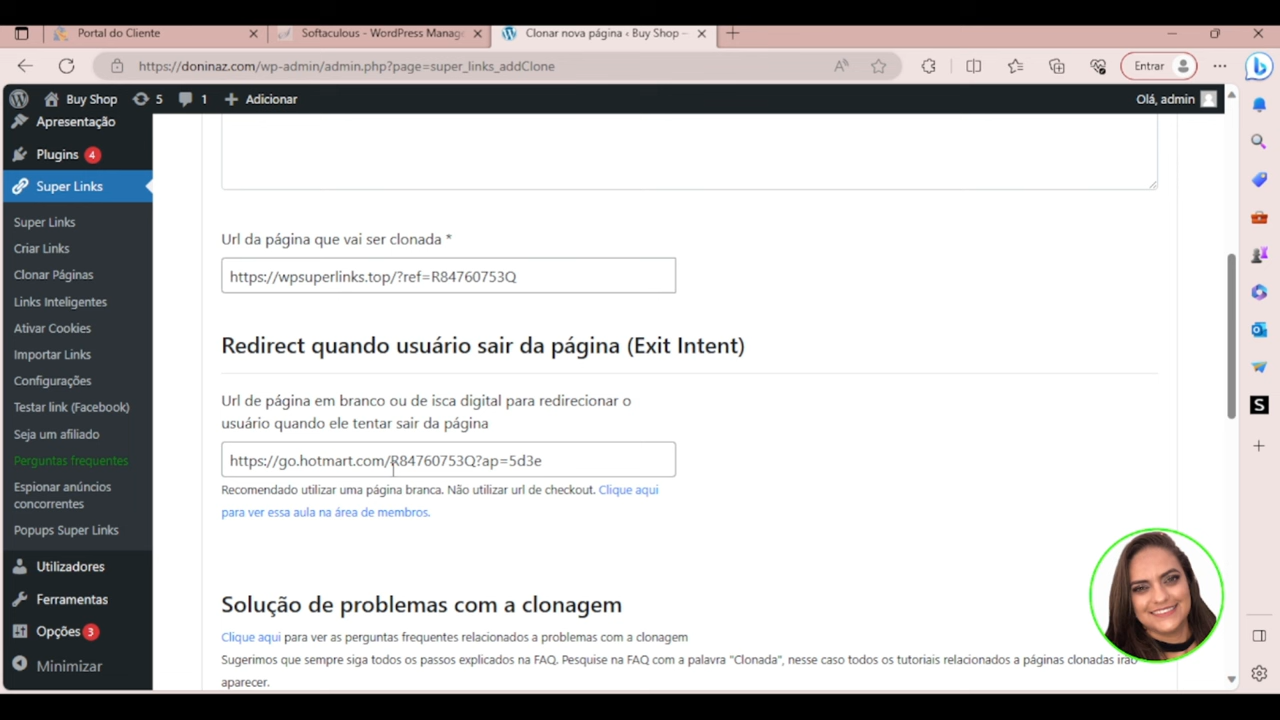 Portal do Cliente
Softaculous - WordPress Manage
Clonar nova página ‹ Buy Shop —
https://doninaz.com/wp-admin/admin.php?page=super_links_addClone
Entrar
Buy Shop 5 1 Adicionar
Olá, admin
Apresentação
Plugins 4
Super Links
Super Links
Criar Links
Clonar Páginas
Links Inteligentes
Ativar Cookies
Importar Links
Configurações
Testar link (Facebook)
Seja um afiliado
Perguntas frequentes
Espionar anúncios
concorrentes
Popups Super Links
Utilizadores
Ferramentas
Opções 3
Minimizar
Url da página que vai ser clonada *
https://wpsuperlinks.top/?ref=R84760753Q
Redirect quando usuário sair da página (Exit Intent)
Url de página em branco ou de isca digital para redirecionar o
usuário quando ele tentar sair da página
https://go.hotmart.com/R84760753Q?ap=5d3e
Recomendado utilizar uma página branca. Não utilizar url de checkout. Clique aqui
para ver essa aula na área de membros.
Solução de problemas com a clonagem
Clique aqui para ver as perguntas frequentes relacionados a problemas com a clonagem
Sugerimos que sempre siga todos os passos explicados na FAQ. Pesquise na FAQ com a palavra "Clonada", nesse caso todos os tutoriais relacionados a páginas clonadas irão
aparecer.